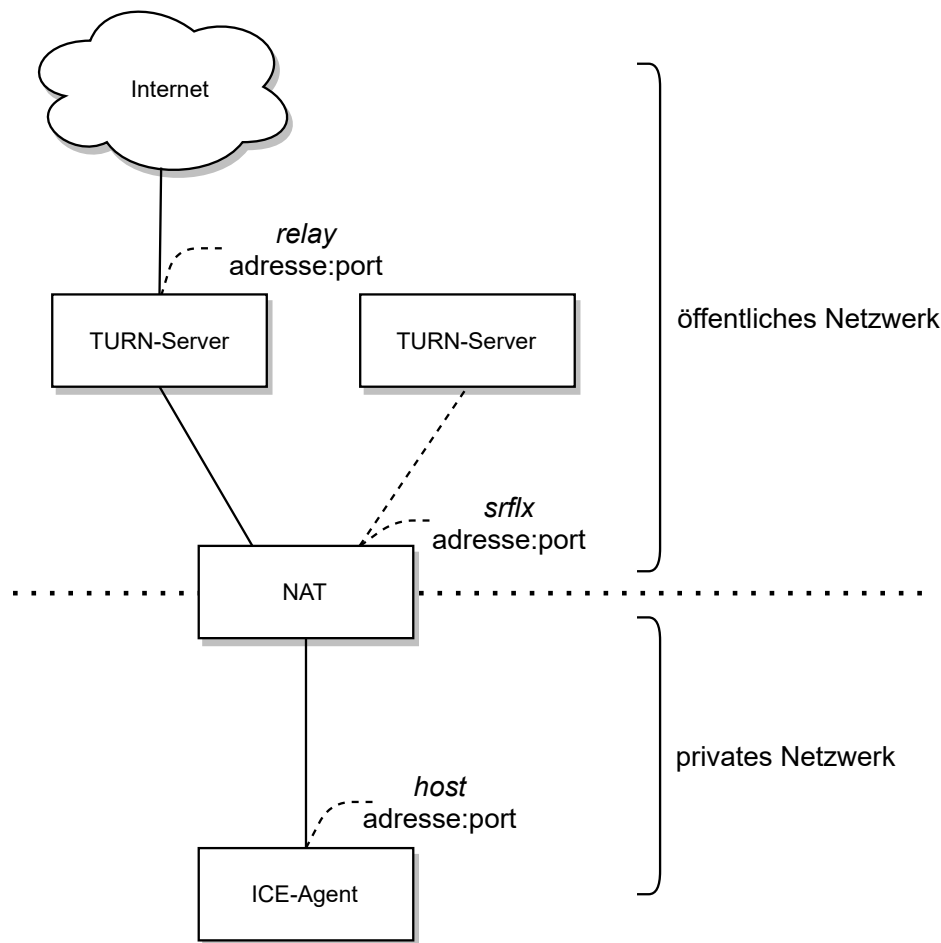 Internet
relay
adresse:port
TURN-Server
TURN-Server
öffentliches Netzwerk
srflx
adresse:port
NAT
privates Netzwerk
host
adresse:port
ICE-Agent